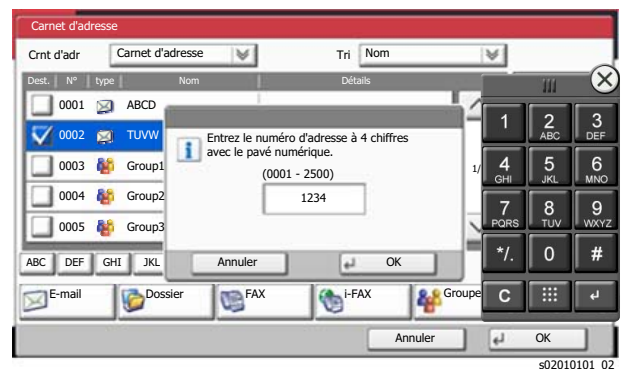 Carnet d'adresse
Crnt d'adr Carnet d'adresse Tri Nom
Dest. N° type Nom Détails
0001 ABCD
0002 TUVW
0003 Group1 1/
0004 Group2
0005 Group3
Entrez le numéro d'adresse à 4 chiffres
avec le pavé numérique.
(0001 - 2500)
1234
Annuler OK
ABC DEF GHI JKL
E-mail Dossier FAX i-FAX Groupe
Annuler OK
1 2 ABC 3 DEF
4 GHI 5 JKL 6 MNO
7 PQRS 8 TUV 9 WXYZ
*/. 0 #
C
s02010101_02